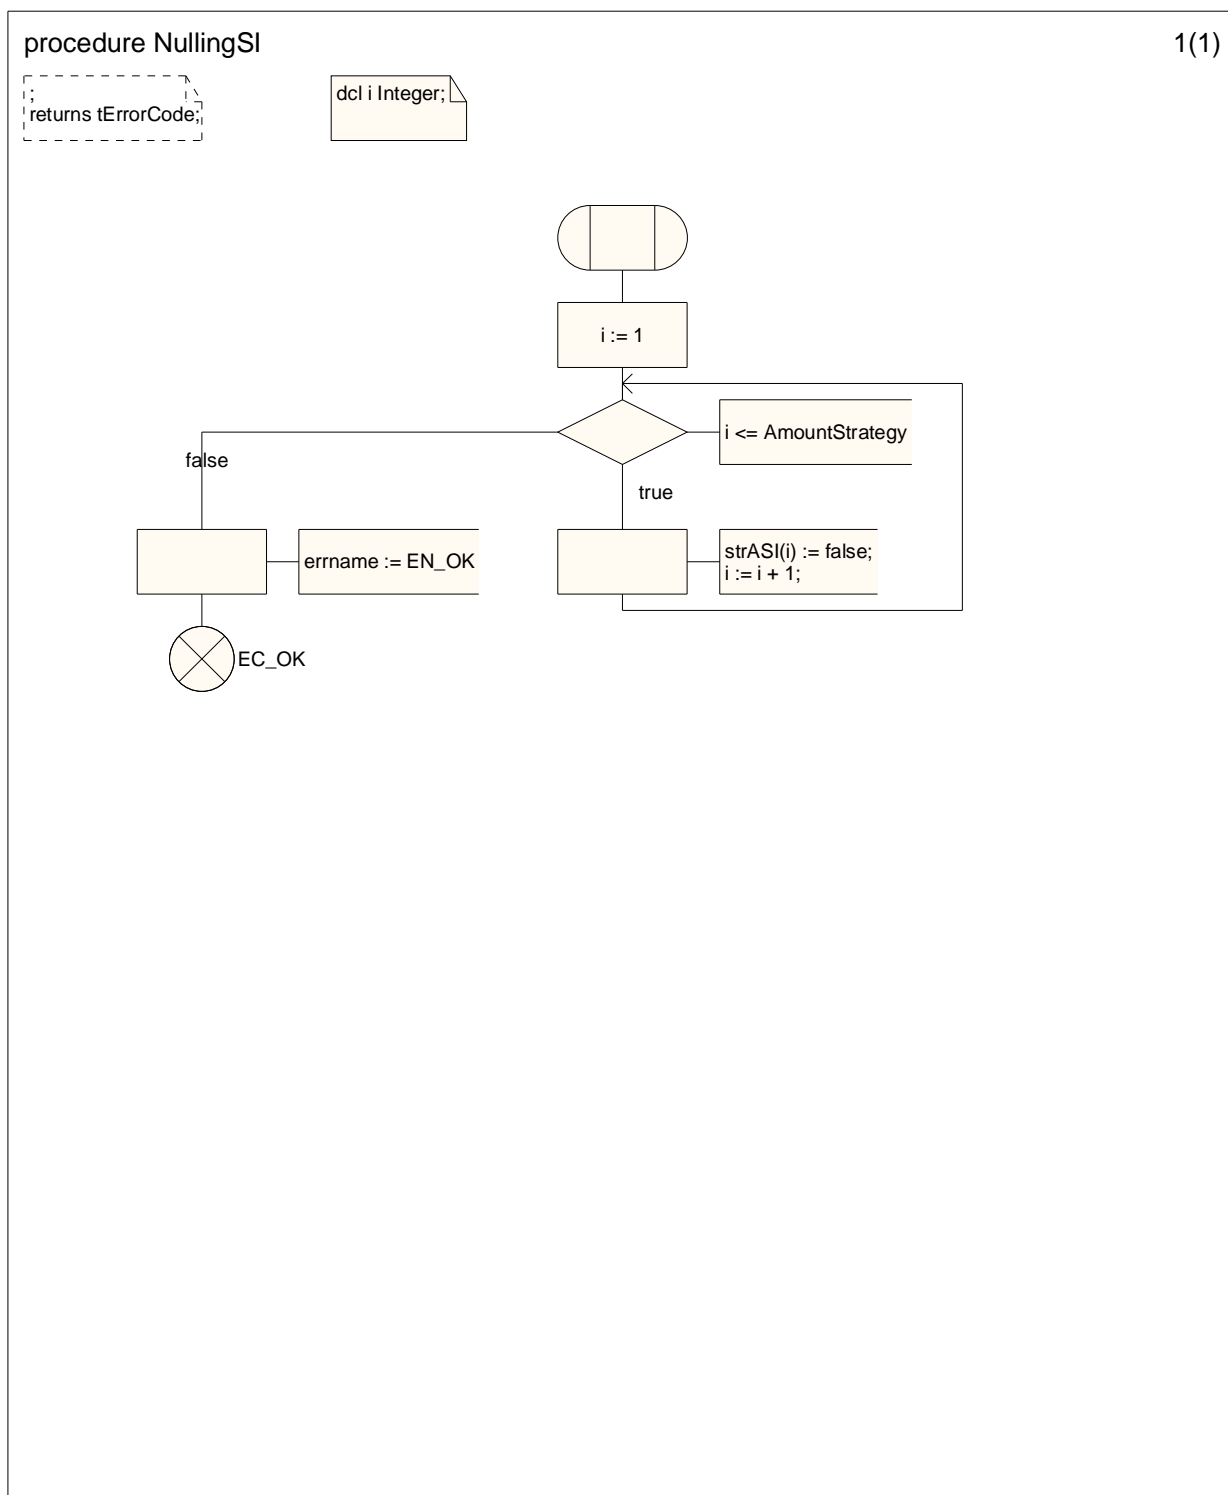 procedure NullingSI
1(1)
;
returns tErrorCode;
dcl i Integer;
i := 1
i <= AmountStrategy
false
true
errname := EN_OK
strASI(i) := false;
i := i + 1;
EC_OK